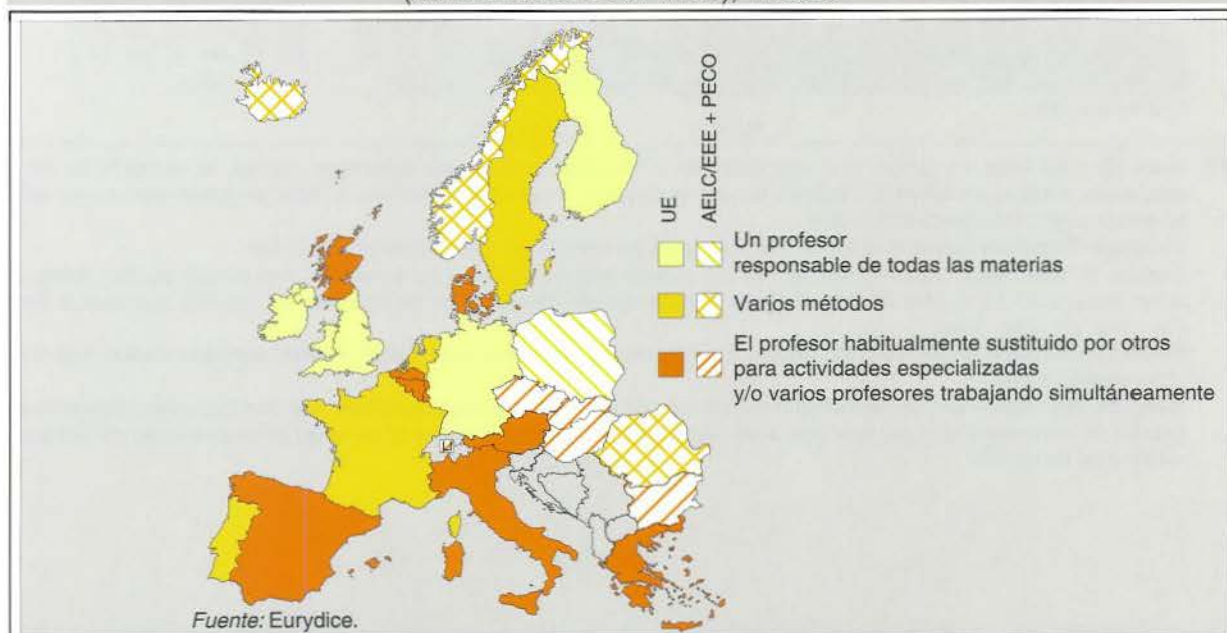 UE
AELC/EEE + PECO
Un profesor
responsable de todas las materias
Varios métodos
El profesor habitualmente sustituido por otros
para actividades especializadas
y/o varios profesores trabajando simultáneamente
Fuente: Eurydice.